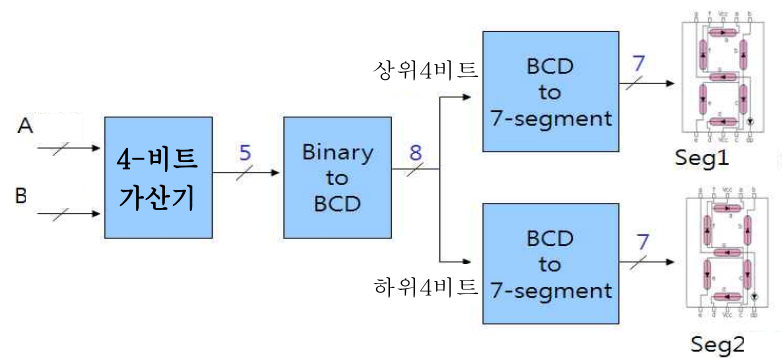 A
B
4-비트
가산기
5
Binary
to
BCD
8
상위4비트
하위4비트
BCD
to
7-segment
7
Seg1
BCD
to
7-segment
7
Seg2